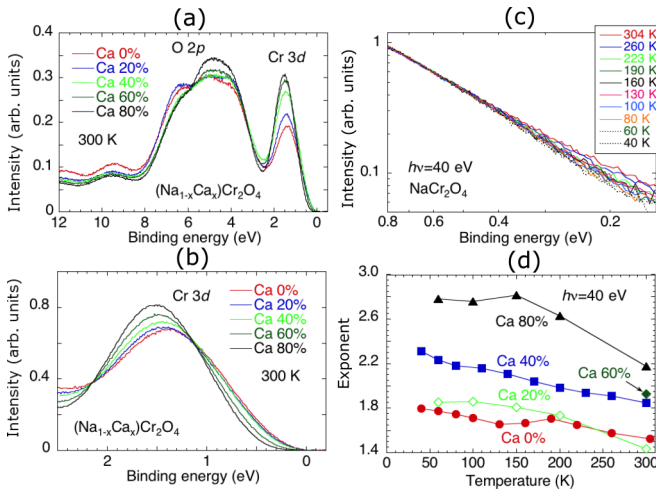 (a)
O 2p
Cr 3d
Ca 0%
Ca 20%
Ca 40%
Ca 60%
Ca 80%
300 K
(Na1-xCax)Cr2O4
0.4
0.3
0.2
0.1
0
12
10
8
6
4
2
0
Intensity (arb. units)
Binding energy (eV)
(b)
Cr 3d
Ca 0%
Ca 20%
Ca 40%
Ca 60%
Ca 80%
300 K
(Na1-xCax)Cr2O4
0.8
0.4
0.0
2
1
0
Intensity (arb. units)
Binding energy (eV)
(c)
304 K
260 K
223 K
190 K
160 K
130 K
100 K
80 K
60 K
40 K
hν=40 eV
NaCr2O4
1
0.1
0.8
0.4
0.2
Intensity (arb. units)
Binding energy (eV)
(d)
hν=40 eV
Ca 80%
Ca 60%
Ca 40%
Ca 20%
Ca 0%
3.0
2.6
2.2
1.8
1.4
0
50
100
150
200
250
300
Exponent
Temperature (K)